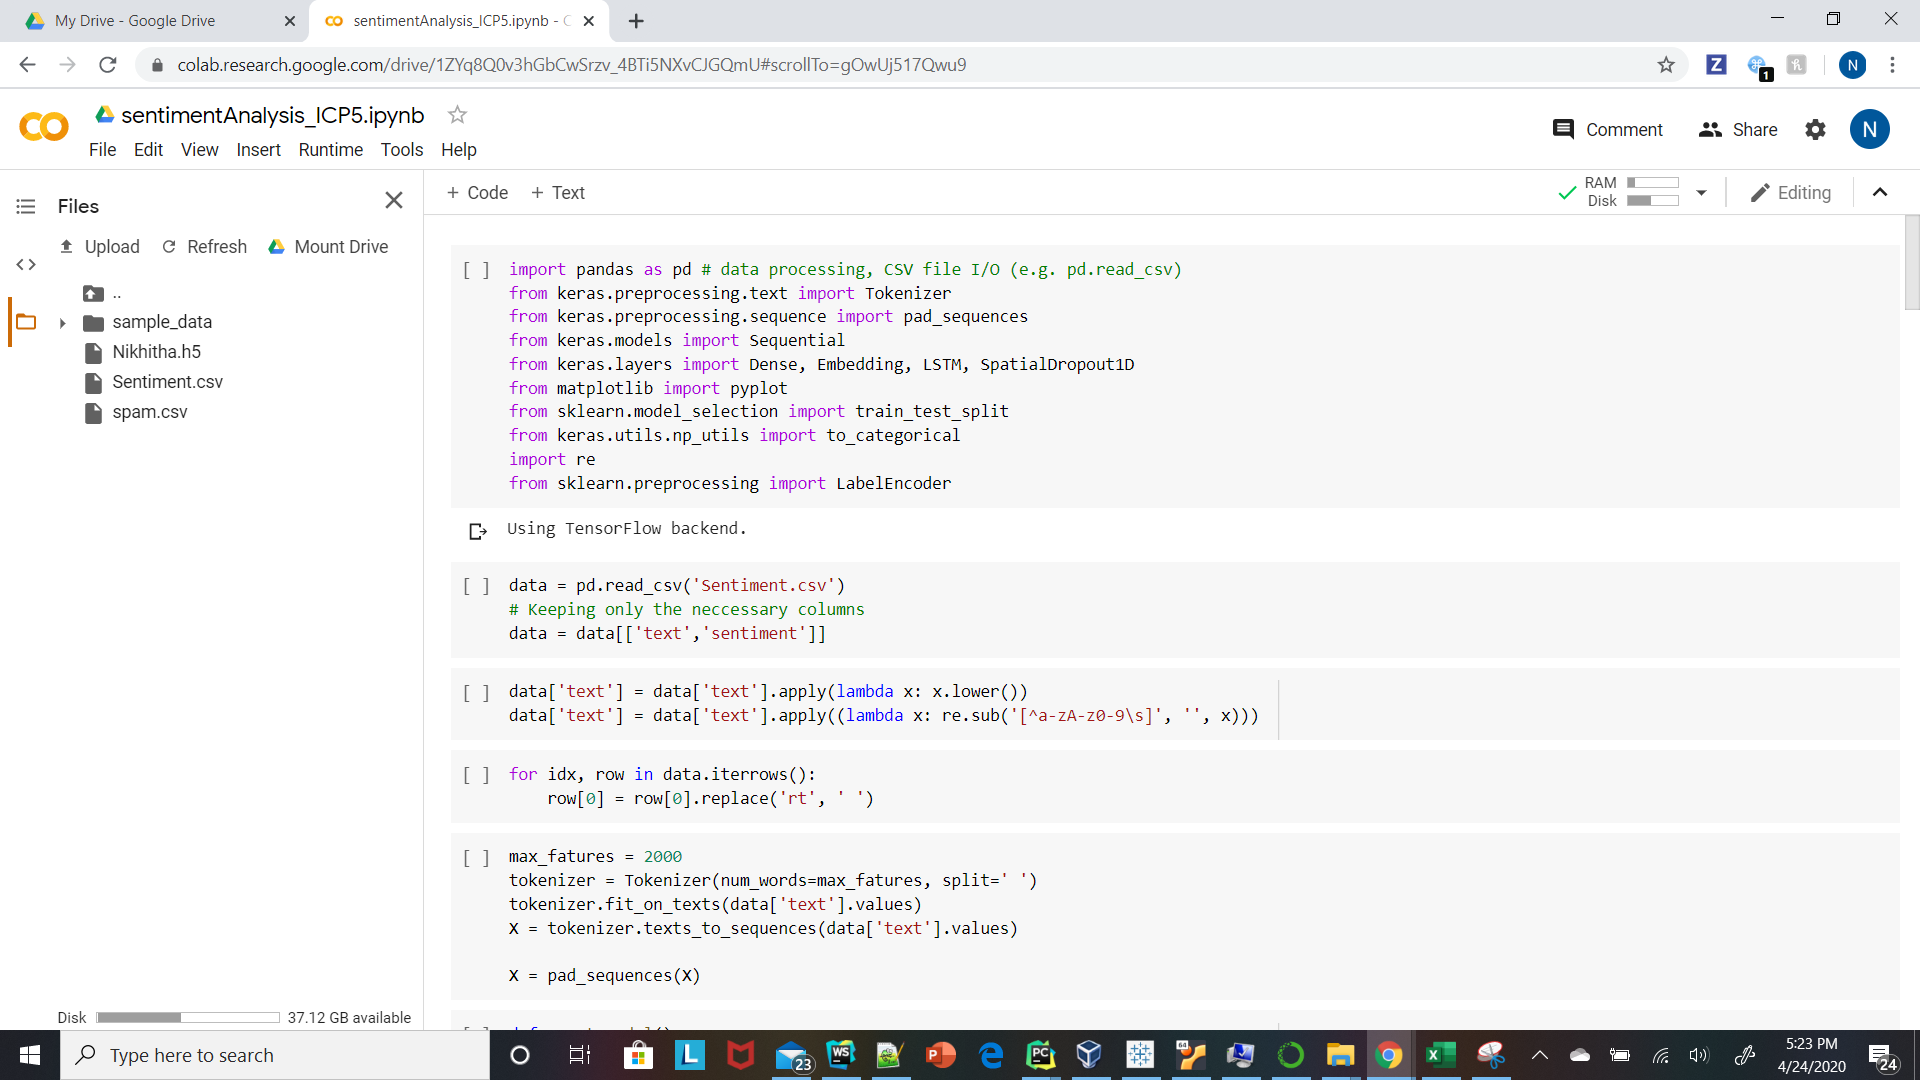 My Drive - Google Drive
sentimentAnalysis_ICP5.ipynb - C
colab.research.google.com/drive/1ZYq8Q0v3hGbCwSrzv_4BTi5NXvCJGQmU#scrollTo=gOwUj517Qwu9
Z
1
N
sentimentAnalysis_ICP5.ipynb
File Edit View Insert Runtime Tools Help
Comment
Share
N
Files
Upload Refresh Mount Drive
..
sample_data
Nikhitha.h5
Sentiment.csv
spam.csv
Disk 37.12 GB available
+ Code + Text
RAM
Disk
Editing
[ ] import pandas as pd # data processing, CSV file I/O (e.g. pd.read_csv)
from keras.preprocessing.text import Tokenizer
from keras.preprocessing.sequence import pad_sequences
from keras.models import Sequential
from keras.layers import Dense, Embedding, LSTM, SpatialDropout1D
from matplotlib import pyplot
from sklearn.model_selection import train_test_split
from keras.utils.np_utils import to_categorical
import re
from sklearn.preprocessing import LabelEncoder
Using TensorFlow backend.
[ ] data = pd.read_csv('Sentiment.csv')
# Keeping only the neccessary columns
data = data[['text','sentiment']]
[ ] data['text'] = data['text'].apply(lambda x: x.lower())
data['text'] = data['text'].apply((lambda x: re.sub('[^a-zA-z0-9\s]', '', x)))
[ ] for idx, row in data.iterrows():
row[0] = row[0].replace('rt', ' ')
[ ] max_fatures = 2000
tokenizer = Tokenizer(num_words=max_fatures, split=' ')
tokenizer.fit_on_texts(data['text'].values)
X = tokenizer.texts_to_sequences(data['text'].values)
X = pad_sequences(X)
Type here to search
L
23
WS
P
PC
64
X
5:23 PM
4/24/2020
24